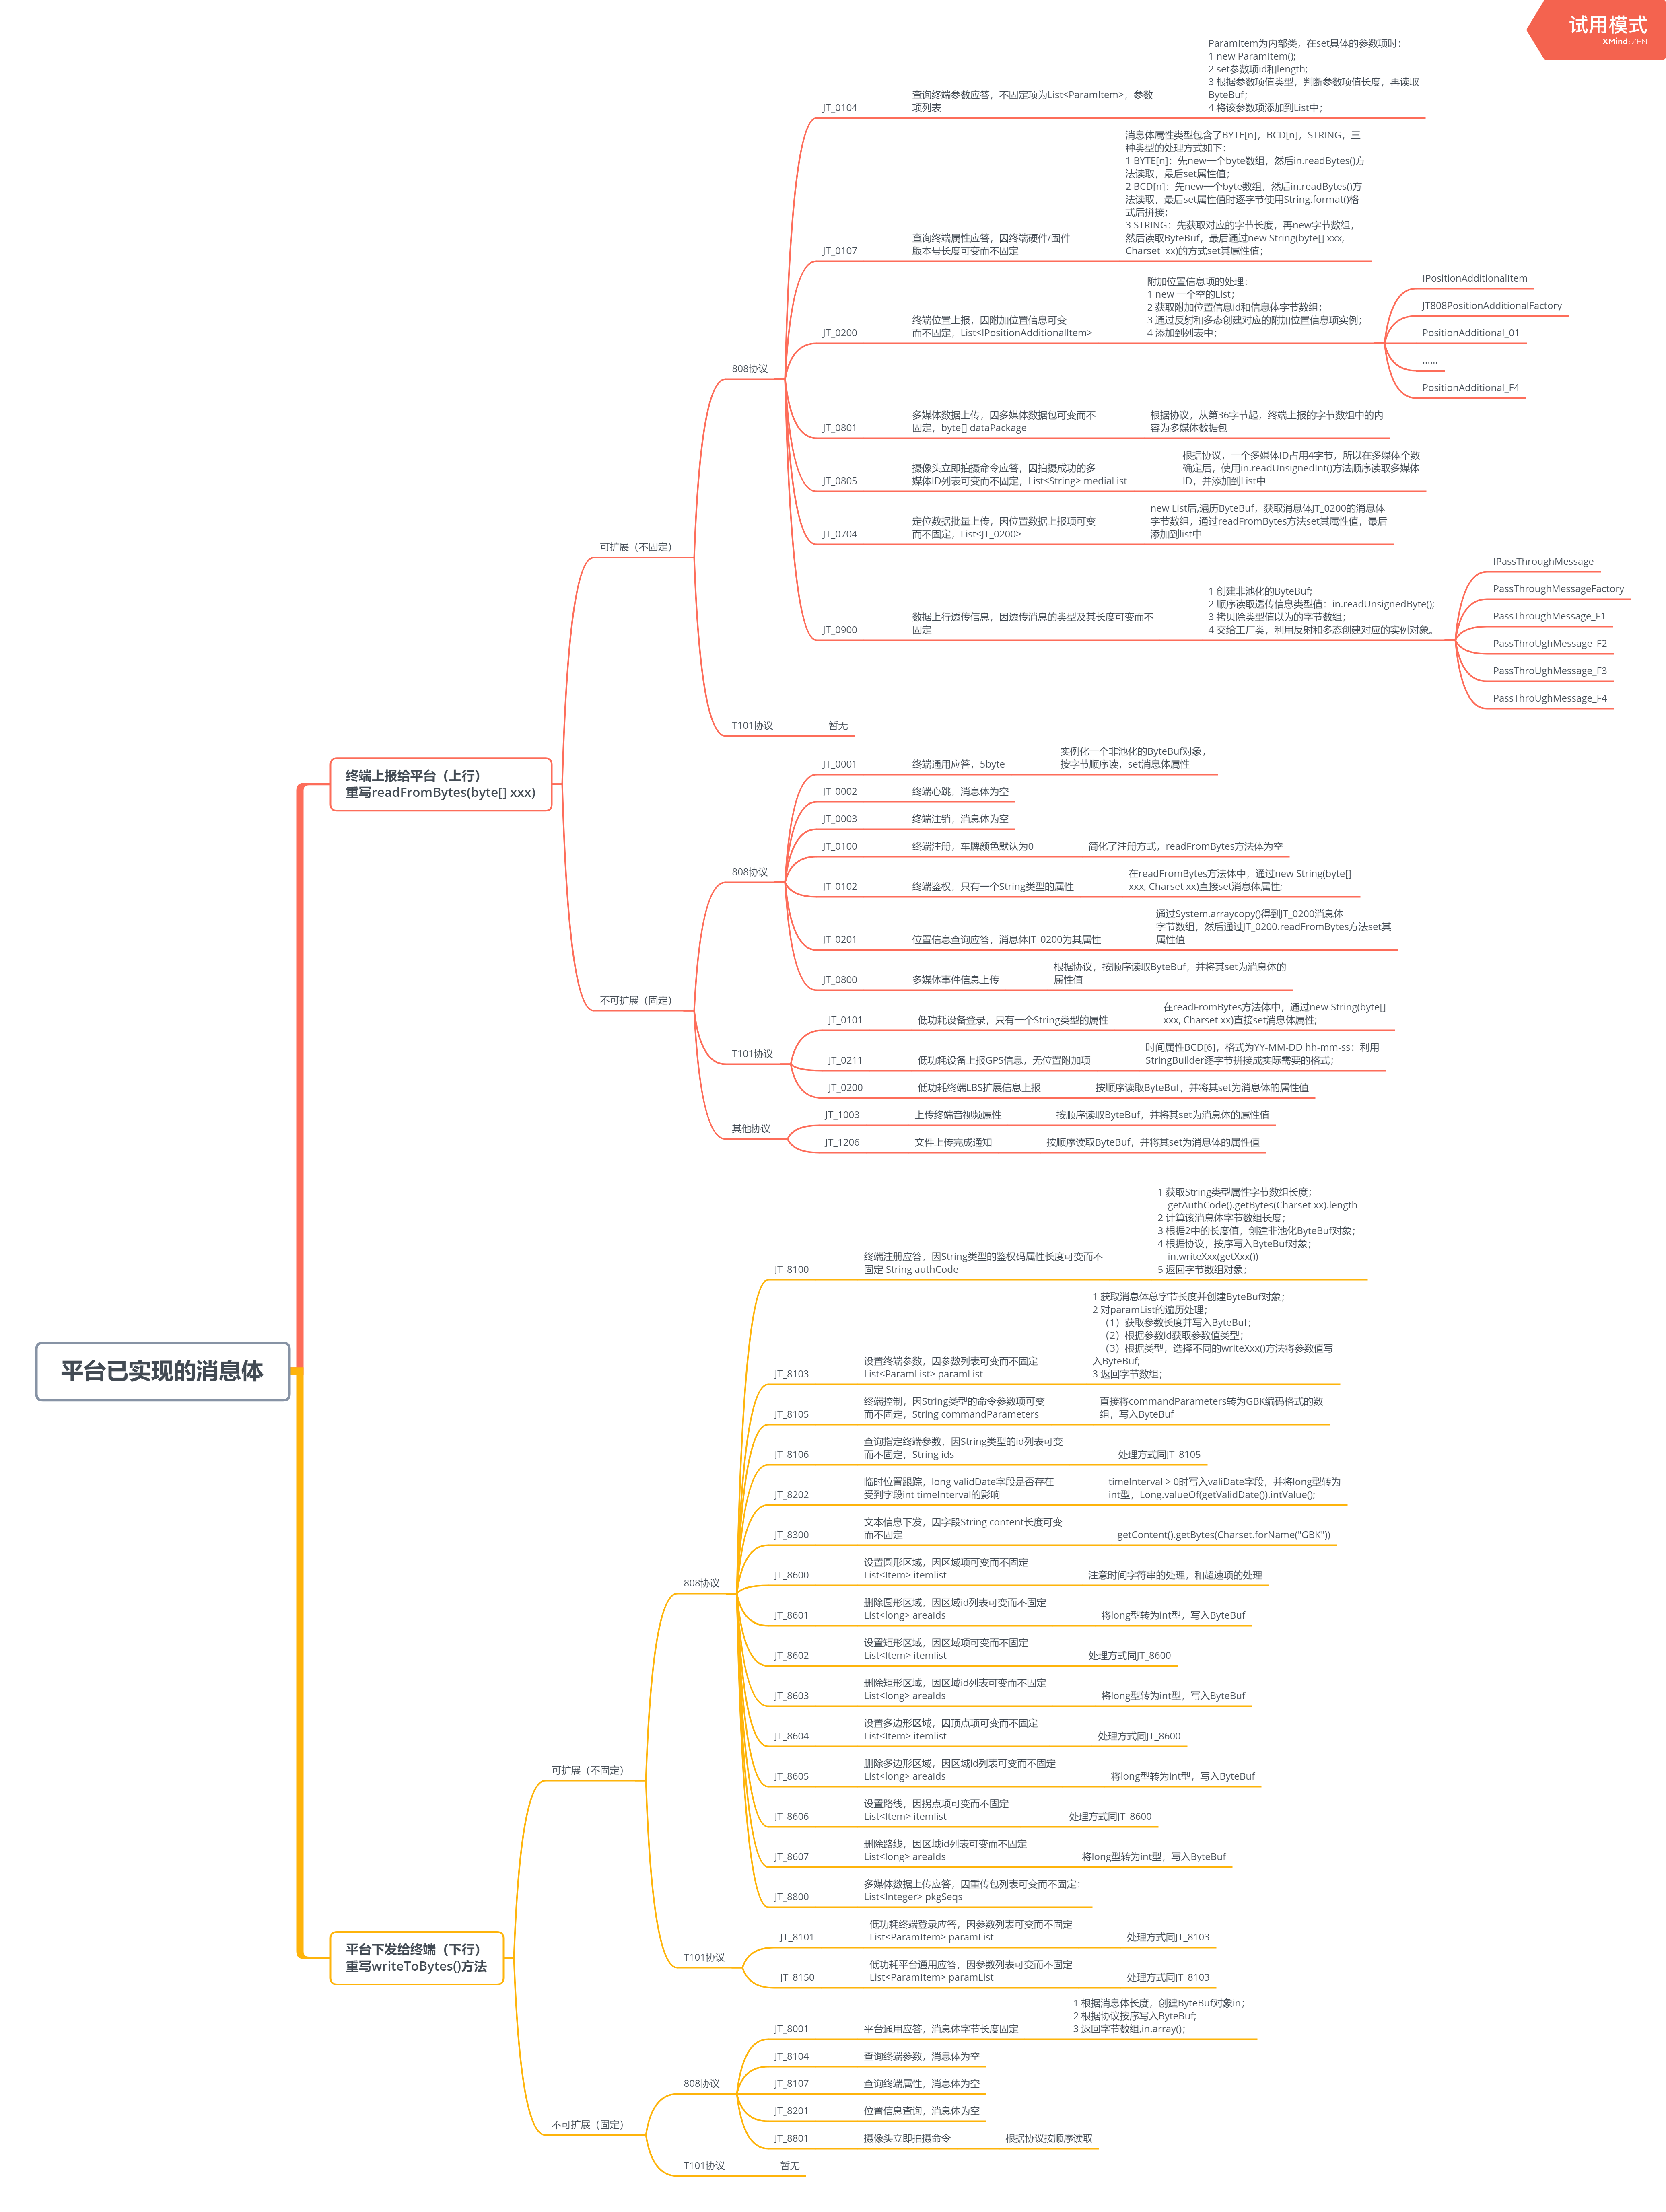 试用模式
XMind:ZEN
平台已实现的消息体
终端上报给平台（上行）
重写readFromBytes(byte[] xxx)
可扩展（不固定）
808协议
JT_0104
查询终端参数应答，不固定项为List<ParamItem>，参数
项列表
ParamItem为内部类，在set具体的参数项时：
1 new ParamItem();
2 set参数项id和length;
3 根据参数项值类型，判断参数项值长度，再读取
ByteBuf；
4 将该参数项添加到List中；
JT_0107
查询终端属性应答，因终端硬件/固件
版本号长度可变而不固定
消息体属性类型包含了BYTE[n]，BCD[n]，STRING，三
种类型的处理方式如下：
1 BYTE[n]：先new一个byte数组，然后in.readBytes()方
法读取，最后set属性值；
2 BCD[n]：先new一个byte数组，然后in.readBytes()方
法读取，最后set属性值时逐字节使用String.format()格
式后拼接；
3 STRING：先获取对应的字节长度，再new字节数组，
然后读取ByteBuf，最后通过new String(byte[] xxx,
Charset  xx)的方式set其属性值；
JT_0200
终端位置上报，因附加位置信息可变
而不固定，List<IPositionAdditionalItem>
附加位置信息项的处理：
1 new 一个空的List；
2 获取附加位置信息id和信息体字节数组；
3 通过反射和多态创建对应的附加位置信息项实例；
4 添加到列表中；
IPositionAdditionalItem
JT808PositionAdditionalFactory
PositionAdditional_01
......
PositionAdditional_F4
JT_0801
多媒体数据上传，因多媒体数据包可变而不
固定，byte[] dataPackage
根据协议，从第36字节起，终端上报的字节数组中的内
容为多媒体数据包
JT_0805
摄像头立即拍摄命令应答，因拍摄成功的多
媒体ID列表可变而不固定，List<String> mediaList
根据协议，一个多媒体ID占用4字节，所以在多媒体个数
确定后，使用in.readUnsignedInt()方法顺序读取多媒体
ID，并添加到List中
JT_0704
定位数据批量上传，因位置数据上报项可变
而不固定，List<JT_0200>
new List后,遍历ByteBuf，获取消息体JT_0200的消息体
字节数组，通过readFromBytes方法set其属性值，最后
添加到list中
JT_0900
数据上行透传信息，因透传消息的类型及其长度可变而不
固定
1 创建非池化的ByteBuf;
2 顺序读取透传信息类型值：in.readUnsignedByte();
3 拷贝除类型值以为的字节数组；
4 交给工厂类，利用反射和多态创建对应的实例对象。
IPassThroughMessage
PassThroughMessageFactory
PassThroughMessage_F1
PassThroUghMessage_F2
PassThroUghMessage_F3
PassThroUghMessage_F4
T101协议
暂无
不可扩展（固定）
808协议
JT_0001
终端通用应答，5byte
实例化一个非池化的ByteBuf对象，
按字节顺序读，set消息体属性
JT_0002
终端心跳，消息体为空
JT_0003
终端注销，消息体为空
JT_0100
终端注册，车牌颜色默认为0
简化了注册方式，readFromBytes方法体为空
JT_0102
终端鉴权，只有一个String类型的属性
在readFromBytes方法体中，通过new String(byte[]
xxx, Charset xx)直接set消息体属性;
JT_0201
位置信息查询应答，消息体JT_0200为其属性
通过System.arraycopy()得到JT_0200消息体
字节数组，然后通过JT_0200.readFromBytes方法set其
属性值
JT_0800
多媒体事件信息上传
根据协议，按顺序读取ByteBuf，并将其set为消息体的
属性值
T101协议
JT_0101
低功耗设备登录，只有一个String类型的属性
在readFromBytes方法体中，通过new String(byte[]
xxx, Charset xx)直接set消息体属性;
JT_0211
低功耗设备上报GPS信息，无位置附加项
时间属性BCD[6]，格式为YY-MM-DD hh-mm-ss：利用
StringBuilder逐字节拼接成实际需要的格式；
JT_0200
低功耗终端LBS扩展信息上报
按顺序读取ByteBuf，并将其set为消息体的属性值
其他协议
JT_1003
上传终端音视频属性
按顺序读取ByteBuf，并将其set为消息体的属性值
JT_1206
文件上传完成通知
按顺序读取ByteBuf，并将其set为消息体的属性值
平台下发给终端（下行）
重写writeToBytes()方法
可扩展（不固定）
808协议
JT_8100
终端注册应答，因String类型的鉴权码属性长度可变而不
固定 String authCode
1 获取String类型属性字节数组长度；
getAuthCode().getBytes(Charset xx).length
2 计算该消息体字节数组长度；
3 根据2中的长度值，创建非池化ByteBuf对象；
4 根据协议，按序写入ByteBuf对象；
in.writeXxx(getXxx())
5 返回字节数组对象；
JT_8103
设置终端参数，因参数列表可变而不固定
List<ParamList> paramList
1 获取消息体总字节长度并创建ByteBuf对象；
2 对paramList的遍历处理；
（1）获取参数长度并写入ByteBuf；
（2）根据参数id获取参数值类型；
（3）根据类型，选择不同的writeXxx()方法将参数值写
入ByteBuf;
3 返回字节数组；
JT_8105
终端控制，因String类型的命令参数项可变
而不固定，String commandParameters
直接将commandParameters转为GBK编码格式的数
组，写入ByteBuf
JT_8106
查询指定终端参数，因String类型的id列表可变
而不固定，String ids
处理方式同JT_8105
JT_8202
临时位置跟踪，long validDate字段是否存在
受到字段int timeInterval的影响
timeInterval > 0时写入valiDate字段，并将long型转为
int型，Long.valueOf(getValidDate()).intValue();
JT_8300
文本信息下发，因字段String content长度可变
而不固定
getContent().getBytes(Charset.forName("GBK"))
JT_8600
设置圆形区域，因区域项可变而不固定
List<Item> itemlist
注意时间字符串的处理，和超速项的处理
JT_8601
删除圆形区域，因区域id列表可变而不固定
List<long> areaIds
将long型转为int型，写入ByteBuf
JT_8602
设置矩形区域，因区域项可变而不固定
List<Item> itemlist
处理方式同JT_8600
JT_8603
删除矩形区域，因区域id列表可变而不固定
List<long> areaIds
将long型转为int型，写入ByteBuf
JT_8604
设置多边形区域，因顶点项可变而不固定
List<Item> itemlist
处理方式同JT_8600
JT_8605
删除多边形区域，因区域id列表可变而不固定
List<long> areaIds
将long型转为int型，写入ByteBuf
JT_8606
设置路线，因拐点项可变而不固定
List<Item> itemlist
处理方式同JT_8600
JT_8607
删除路线，因区域id列表可变而不固定
List<long> areaIds
将long型转为int型，写入ByteBuf
JT_8800
多媒体数据上传应答，因重传包列表可变而不固定：
List<Integer> pkgSeqs
T101协议
JT_8101
低功耗终端登录应答，因参数列表可变而不固定
List<ParamItem> paramList
处理方式同JT_8103
JT_8150
低功耗平台通用应答，因参数列表可变而不固定
List<ParamItem> paramList
处理方式同JT_8103
不可扩展（固定）
808协议
JT_8001
平台通用应答，消息体字节长度固定
1 根据消息体长度，创建ByteBuf对象in；
2 根据协议按序写入ByteBuf;
3 返回字节数组,in.array()；
JT_8104
查询终端参数，消息体为空
JT_8107
查询终端属性，消息体为空
JT_8201
位置信息查询，消息体为空
JT_8801
摄像头立即拍摄命令
根据协议按顺序读取
T101协议
暂无